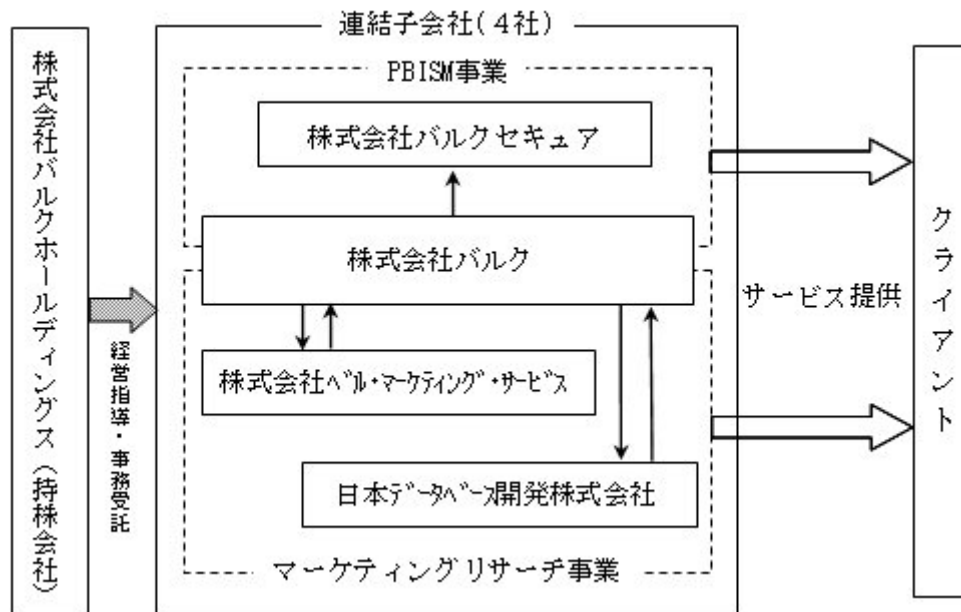 株式会社バルクホールディングス（持株会社）
経営指導・事務受託
連結子会社(４社)
PBISM事業
株式会社バルクセキュア
株式会社バルク
株式会社ﾍﾞﾙ・ﾏｰｹﾃｨﾝｸﾞ・ｻｰﾋﾞｽ
日本ﾃﾞｰﾀﾍﾞｰｽ開発株式会社
マーケティングリサーチ事業
サービス提供
クライアント